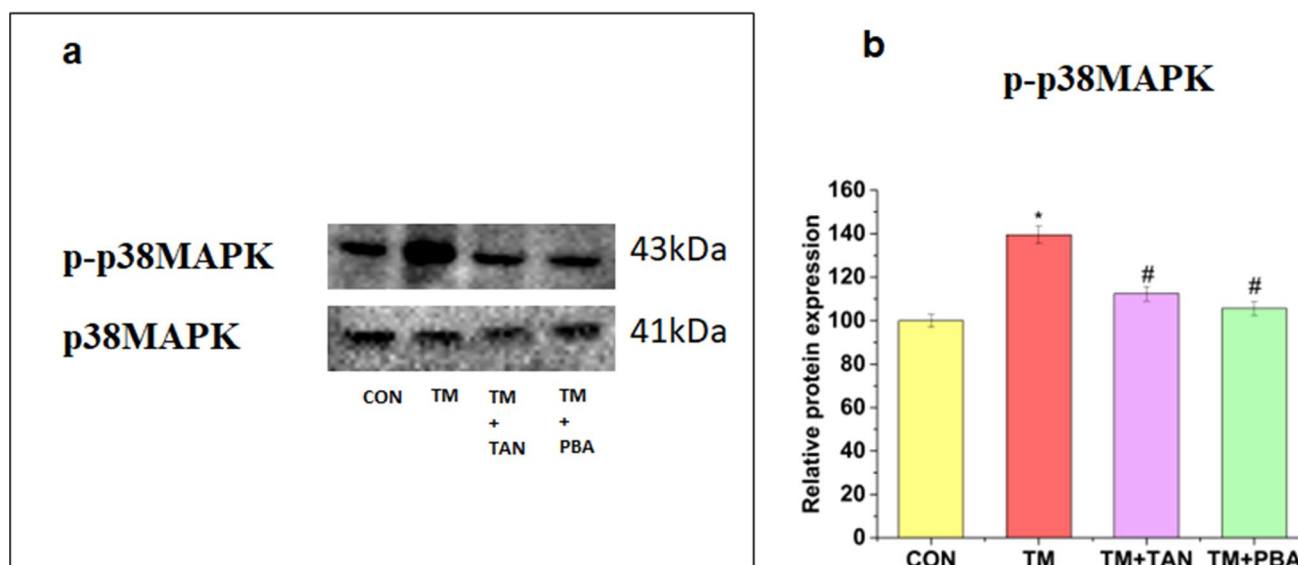 a
p-p38MAPK
43kDa
p38MAPK
41kDa
CON
TM
TM
+
TAN
TM
+
PBA
b
p-p38MAPK
Relative protein expression
160
140
120
100
80
60
40
20
0
*
#
#
CON
TM
TM+TAN
TM+PBA